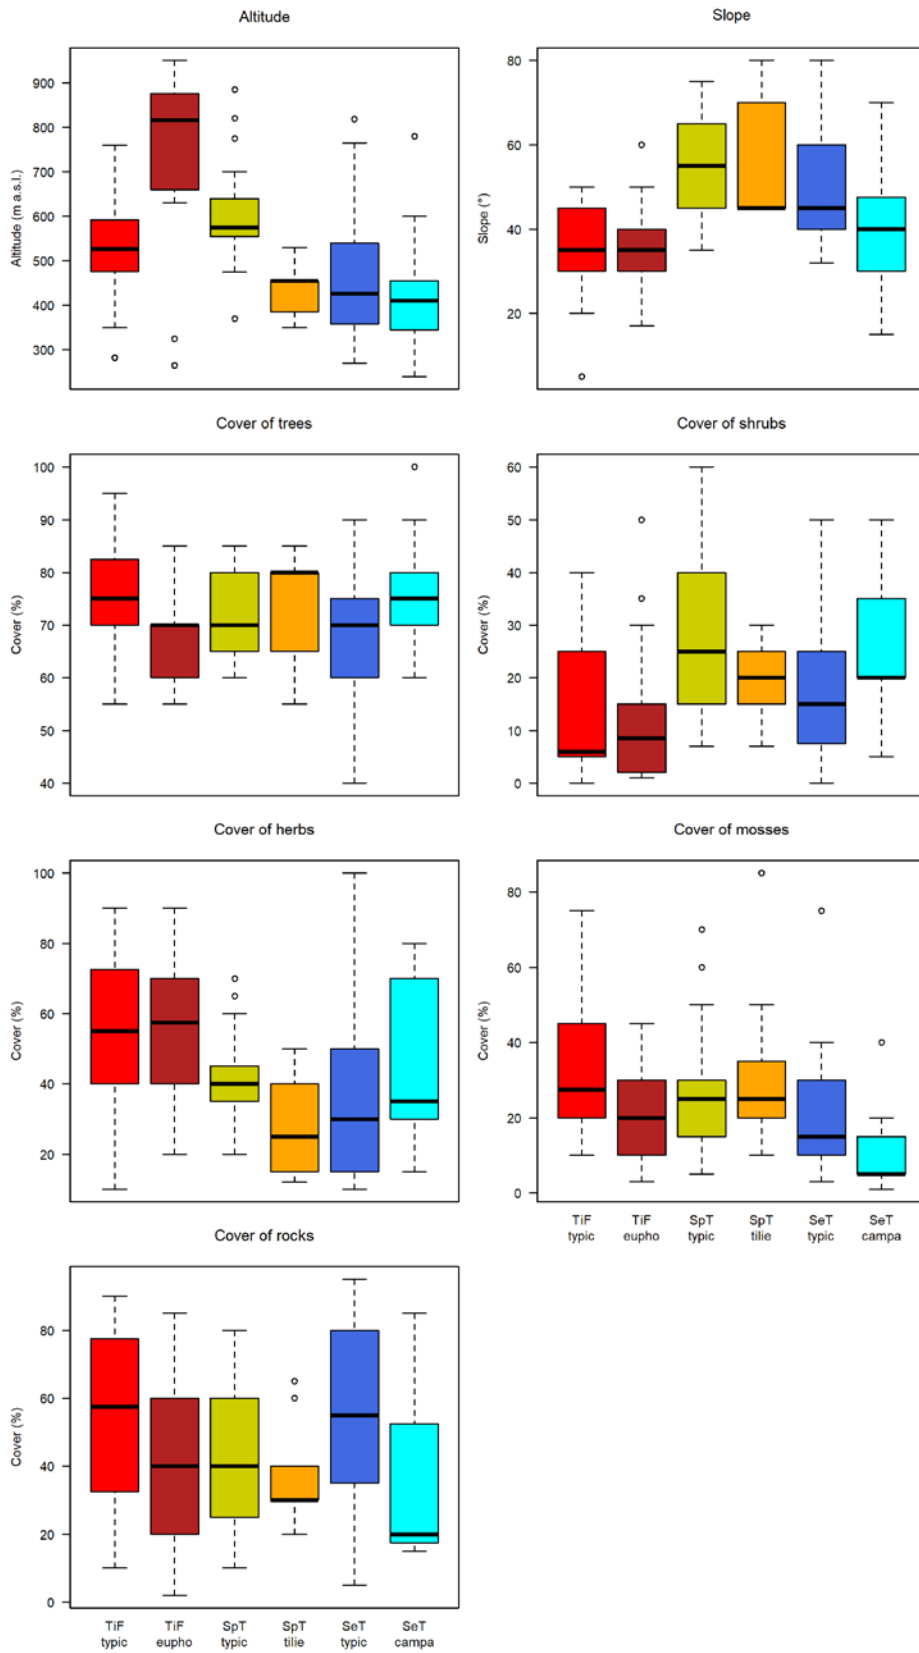 Altitude
Slope
Altitude (m a.s.l.)
900
800
700
600
500
400
300
Slope (°)
80
60
40
20
Cover of trees
Cover of shrubs
Cover (%)
100
90
80
70
60
50
40
Cover (%)
60
50
40
30
20
10
0
Cover of herbs
Cover of mosses
Cover (%)
100
80
60
40
20
Cover (%)
80
60
40
20
0
TiF TiF SpT SpT SeT SeT
typic eupho typic tilie typic campa
Cover of rocks
Cover (%)
80
60
40
20
0
TiF TiF SpT SpT SeT SeT
typic eupho typic tilie typic campa